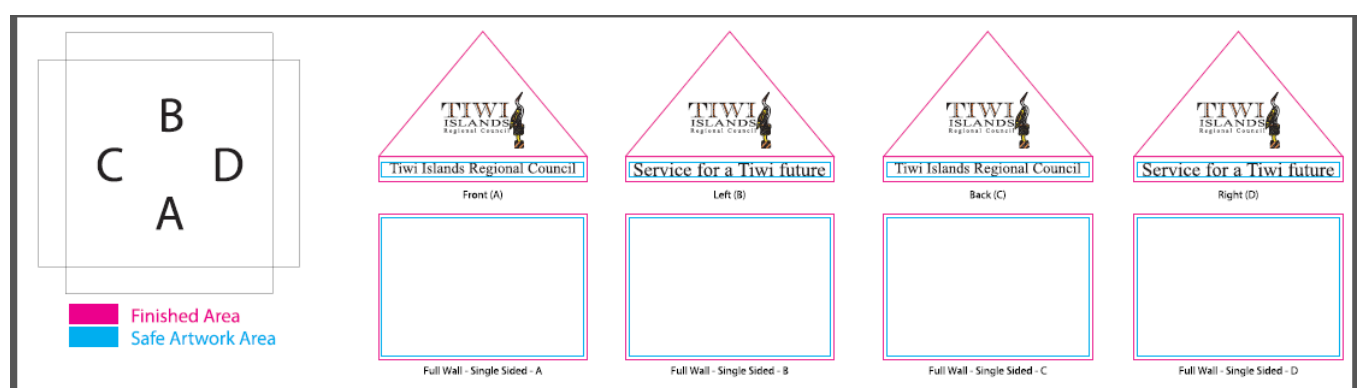 B
C D
A
Finished Area
Safe Artwork Area
TIWI
ISLANDS
Regional Council
Tiwi Islands Regional Council
Front (A)
TIWI
ISLANDS
Regional Council
Service for a Tiwi future
Left (B)
TIWI
ISLANDS
Regional Council
Tiwi Islands Regional Council
Back (C)
TIWI
ISLANDS
Regional Council
Service for a Tiwi future
Right (D)
Full Wall - Single Sided - A
Full Wall - Single Sided - B
Full Wall - Single Sided - C
Full Wall - Single Sided - D